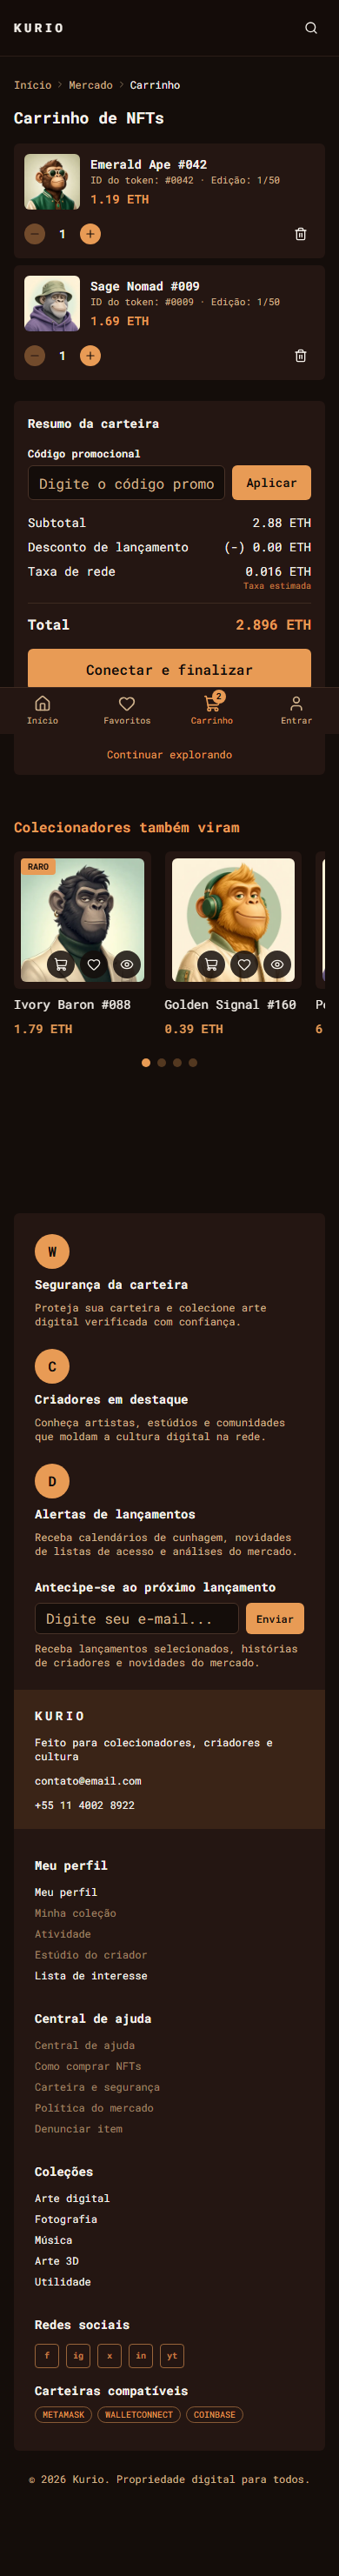 KURIO
Início > Mercado > Carrinho
Carrinho de NFTs
Emerald Ape #042
ID do token: #0042 · Edição: 1/50
1.19 ETH
1
Sage Nomad #009
ID do token: #0009 · Edição: 1/50
1.69 ETH
1
Resumo da carteira
Código promocional
Digite o código promo
Aplicar
Subtotal 2.88 ETH
Desconto de lançamento (-) 0.00 ETH
Taxa de rede 0.016 ETH
Taxa estimada
Total 2.896 ETH
Conectar e finalizar
2
Início Favoritos Carrinho Entrar
Continuar explorando
Colecionadores também viram
RARO
Ivory Baron #088 Golden Signal #160
1.79 ETH 0.39 ETH 6
W
Segurança da carteira
Proteja sua carteira e colecione arte
digital verificada com confiança.
C
Criadores em destaque
Conheça artistas, estúdios e comunidades
que moldam a cultura digital na rede.
D
Alertas de lançamentos
Receba calendários de cunhagem, novidades
de listas de acesso e análises do mercado.
Antecipe-se ao próximo lançamento
Digite seu e-mail...
Enviar
Receba lançamentos selecionados, histórias
de criadores e novidades do mercado.
KURIO
Feito para colecionadores, criadores e
cultura
contato@email.com
+55 11 4002 8922
Meu perfil
Meu perfil
Minha coleção
Atividade
Estúdio do criador
Lista de interesse
Central de ajuda
Central de ajuda
Como comprar NFTs
Carteira e segurança
Política do mercado
Denunciar item
Coleções
Arte digital
Fotografia
Música
Arte 3D
Utilidade
Redes sociais
f ig x in yt
Carteiras compatíveis
METAMASK WALLETCONNECT COINBASE
© 2026 Kurio. Propriedade digital para todos.